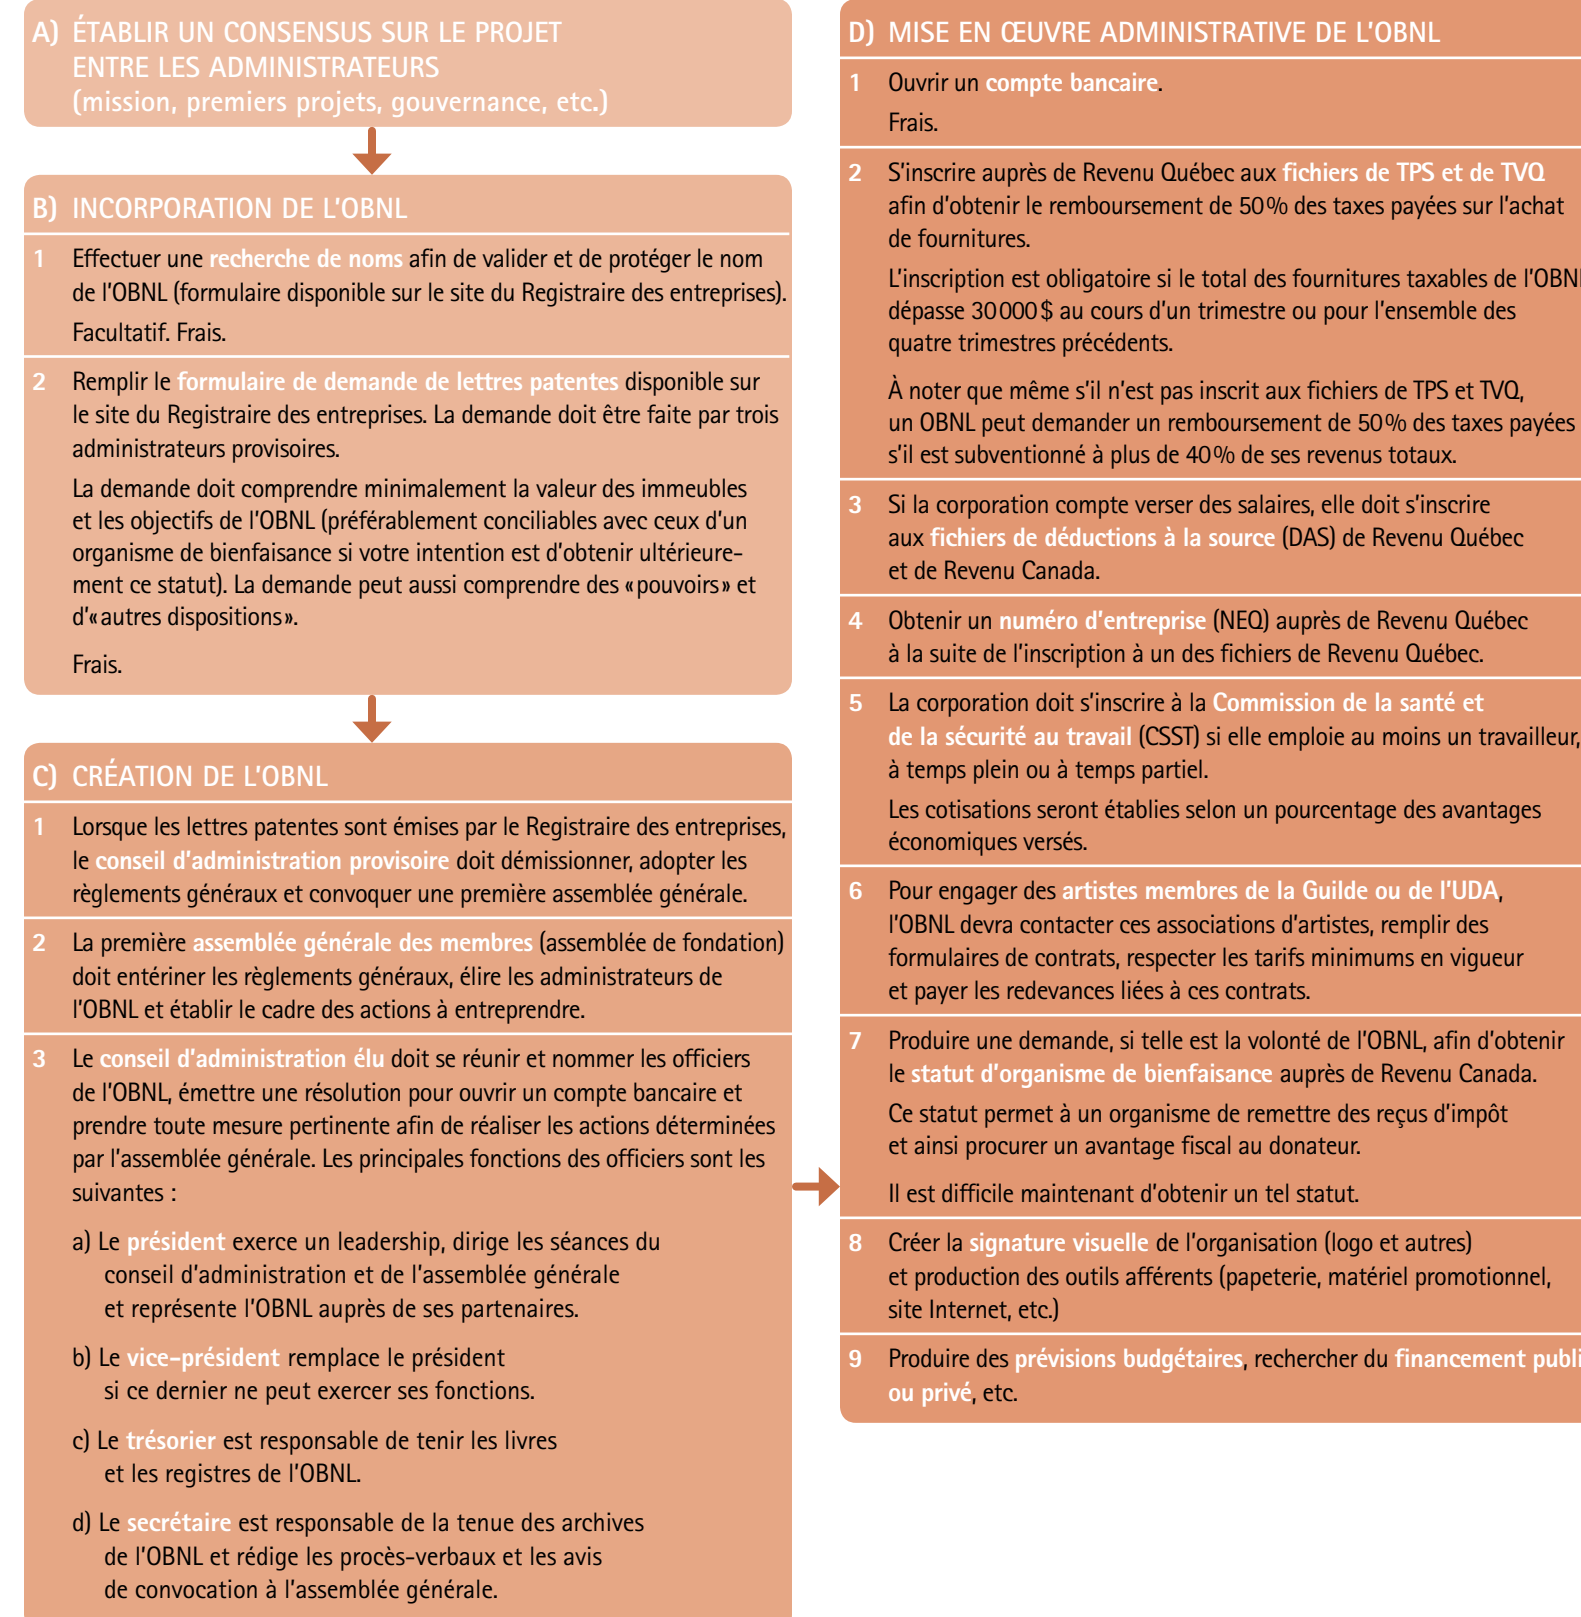 A) ÉTABLIR UN CONSENSUS SUR LE PROJET
ENTRE LES ADMINISTRATEURS
(mission, premiers projets, gouvernance, etc.)
B) INCORPORATION DE L'OBNL
1 Effectuer une recherche de noms afin de valider et de protéger le nom
de l'OBNL (formulaire disponible sur le site du Registraire des entreprises).
Facultatif. Frais.
2 Remplir le formulaire de demande de lettres patentes disponible sur
le site du Registraire des entreprises. La demande doit être faite par trois
administrateurs provisoires.
La demande doit comprendre minimalement la valeur des immeubles
et les objectifs de l'OBNL (préférablement conciliables avec ceux d'un
organisme de bienfaisance si votre intention est d'obtenir ultérieure-
ment ce statut). La demande peut aussi comprendre des «pouvoirs» et
d'«autres dispositions».
Frais.
C) CRÉATION DE L'OBNL
1 Lorsque les lettres patentes sont émises par le Registraire des entreprises,
le conseil d'administration provisoire doit démissionner, adopter les
règlements généraux et convoquer une première assemblée générale.
2 La première assemblée générale des membres (assemblée de fondation)
doit entériner les règlements généraux, élire les administrateurs de
l'OBNL et établir le cadre des actions à entreprendre.
3 Le conseil d'administration élu doit se réunir et nommer les officiers
de l'OBNL, émettre une résolution pour ouvrir un compte bancaire et
prendre toute mesure pertinente afin de réaliser les actions déterminées
par l'assemblée générale. Les principales fonctions des officiers sont les
suivantes :
a) Le président exerce un leadership, dirige les séances du
conseil d'administration et de l'assemblée générale
et représente l'OBNL auprès de ses partenaires.
b) Le vice-président remplace le président
si ce dernier ne peut exercer ses fonctions.
c) Le trésorier est responsable de tenir les livres
et les registres de l'OBNL.
d) Le secrétaire est responsable de la tenue des archives
de l'OBNL et rédige les procès-verbaux et les avis
de convocation à l'assemblée générale.
D) MISE EN ŒUVRE ADMINISTRATIVE DE L'OBNL
1 Ouvrir un compte bancaire.
Frais.
2 S'inscrire auprès de Revenu Québec aux fichiers de TPS et de TVQ
afin d'obtenir le remboursement de 50% des taxes payées sur l'achat
de fournitures.
L'inscription est obligatoire si le total des fournitures taxables de l'OBNL
dépasse 30000$ au cours d'un trimestre ou pour l'ensemble des
quatre trimestres précédents.
À noter que même s'il n'est pas inscrit aux fichiers de TPS et TVQ,
un OBNL peut demander un remboursement de 50% des taxes payées
s'il est subventionné à plus de 40% de ses revenus totaux.
3 Si la corporation compte verser des salaires, elle doit s'inscrire
aux fichiers de déductions à la source (DAS) de Revenu Québec
et de Revenu Canada.
4 Obtenir un numéro d'entreprise (NEQ) auprès de Revenu Québec
à la suite de l'inscription à un des fichiers de Revenu Québec.
5 La corporation doit s'inscrire à la Commission de la santé et
de la sécurité au travail (CSST) si elle emploie au moins un travailleur,
à temps plein ou à temps partiel.
Les cotisations seront établies selon un pourcentage des avantages
économiques versés.
6 Pour engager des artistes membres de la Guilde ou de l'UDA,
l'OBNL devra contacter ces associations d'artistes, remplir des
formulaires de contrats, respecter les tarifs minimums en vigueur
et payer les redevances liées à ces contrats.
7 Produire une demande, si telle est la volonté de l'OBNL, afin d'obtenir
le statut d'organisme de bienfaisance auprès de Revenu Canada.
Ce statut permet à un organisme de remettre des reçus d'impôt
et ainsi procurer un avantage fiscal au donateur.
Il est difficile maintenant d'obtenir un tel statut.
8 Créer la signature visuelle de l'organisation (logo et autres)
et production des outils afférents (papeterie, matériel promotionnel,
site Internet, etc.)
9 Produire des prévisions budgétaires, rechercher du financement publi
ou privé, etc.